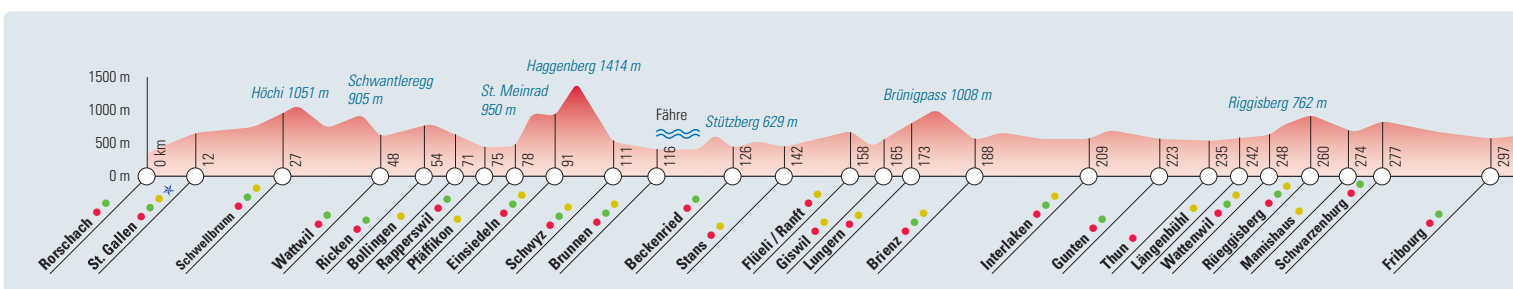 1500 m
1000 m
500 m
0 m
Höchi 1051 m
Schwantleregg
905 m
St. Meinrad
950 m
Haggenberg 1414 m
Fähre
Stützberg 629 m
Brünigpass 1008 m
Riggisberg 762 m
0 km
12
27
48
54
71
75
78
91
111
116
126
142
158
165
173
188
209
223
235
242
248
260
274
277
297
Rorschach
St. Gallen
Schwellbrunn
Wattwil
Ricken
Bollingen
Rapperswil
Pfäffikon
Einsiedeln
Schwyz
Brunnen
Beckenried
Stans
Flüeli / Ranft
Giswil
Lungern
Brienz
Interlaken
Gunten
Thun
Längenbühl
Wattenwil
Rüeggisberg
Mamishaus
Schwarzenburg
Fribourg